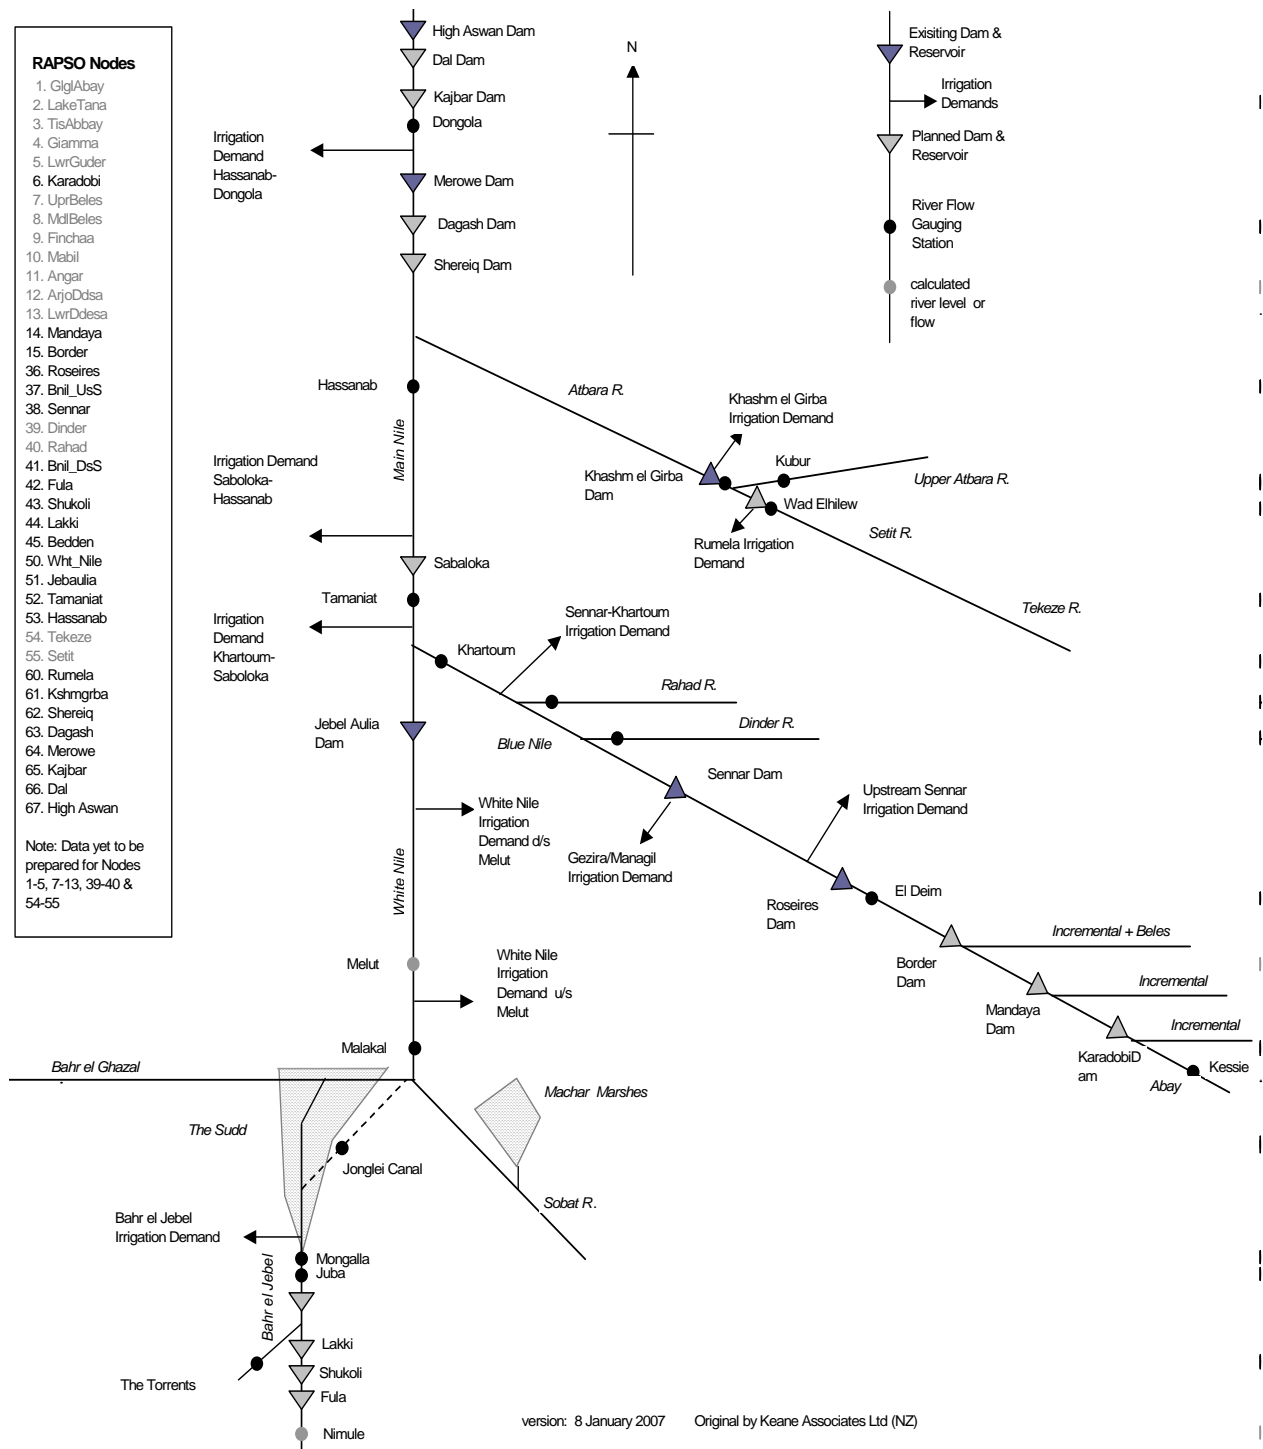 RAPSO Nodes
1. GlglAbay
2. LakeTana
3. TisAbbay
4. Giamma
5. LwrGuder
6. Karadobi
7. UprBeles
8. MdlBeles
9. Finchaa
10. Mabil
11. Angar
12. ArjoDdsa
13. LwrDdesa
14. Mandaya
15. Border
36. Roseires
37. Bnil_UsS
38. Sennar
39. Dinder
40. Rahad
41. Bnil_DsS
42. Fula
43. Shukoli
44. Lakki
45. Bedden
50. Wht_Nile
51. Jebaulia
52. Tamaniat
53. Hassanab
54. Tekeze
55. Setit
60. Rumela
61. Kshmgrba
62. Shereiq
63. Dagash
64. Merowe
65. Kajbar
66. Dal
67. High Aswan
Note: Data yet to be
prepared for Nodes
1-5, 7-13, 39-40 &
54-55
High Aswan Dam
Dal Dam
Kajbar Dam
Dongola
Irrigation
Demand
Hassanab-
Dongola
Merowe Dam
Dagash Dam
Shereiq Dam
N
Exisiting Dam &
Reservoir
Irrigation
Demands
Planned Dam &
Reservoir
River Flow
Gauging
Station
calculated
river level or
flow
Hassanab
Main Nile
Atbara R.
Khashm el Girba
Irrigation Demand
Khashm el Girba
Dam
Kubur
Upper Atbara R.
Wad Elhilew
Setit R.
Rumela Irrigation
Demand
Tekeze R.
Irrigation Demand
Saboloka-
Hassanab
Sabaloka
Tamaniat
Irrigation
Demand
Khartoum-
Saboloka
Khartoum
Sennar-Khartoum
Irrigation Demand
Rahad R.
Dinder R.
Blue Nile
Jebel Aulia
Dam
Sennar Dam
Gezira/Managil
Irrigation Demand
Upstream Sennar
Irrigation Demand
Roseires
Dam
El Deim
White Nile
Irrigation
Demand d/s
Melut
White Nile
Border
Dam
Incremental + Beles
Mandaya
Dam
Incremental
KaradobiD
am
Incremental
Abay
Kessie
Melut
White Nile
Irrigation
Demand u/s
Melut
Malakal
Bahr el Ghazal
The Sudd
Machar Marshes
Jonglei Canal
Sobat R.
Bahr el Jebel
Irrigation Demand
Bahr el Jebel
Mongalla
Juba
Lakki
Shukoli
Fula
The Torrents
Nimule
version: 8 January 2007 Original by Keane Associates Ltd (NZ)